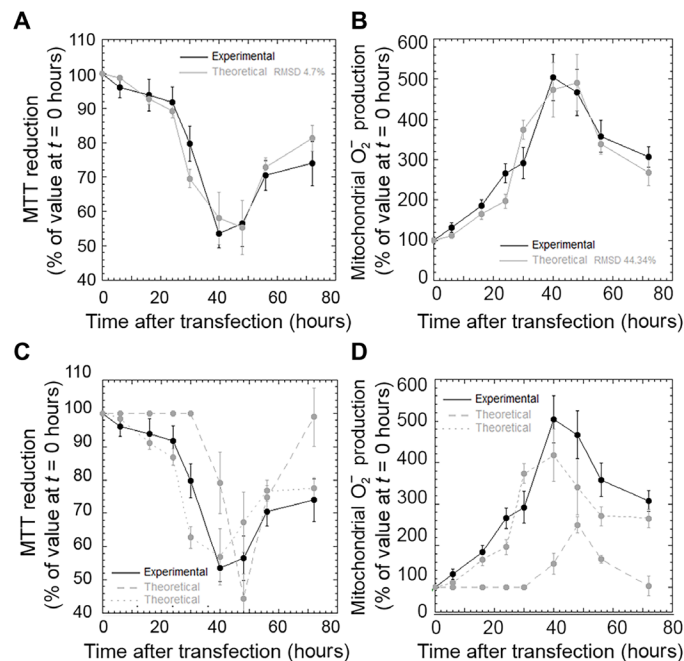 A
MTT reduction
(% of value at t = 0 hours)
110
100
90
80
70
60
50
40
Experimental
Theoretical RMSD 4.7%
0 20 40 60 80
Time after transfection (hours)
B
Mitochondrial O₂⁻ production
(% of value at t = 0 hours)
600
500
400
300
200
100
0
Experimental
Theoretical RMSD 44.34%
0 20 40 60 80
Time after transfection (hours)
C
MTT reduction
(% of value at t = 0 hours)
110
100
90
80
70
60
50
40
Experimental
Theoretical
Theoretical
0 20 40 60 80
Time after transfection (hours)
D
Mitochondrial O₂⁻ production
(% of value at t = 0 hours)
600
500
400
300
200
100
0
Experimental
Theoretical
Theoretical
0 20 40 60 80
Time after transfection (hours)